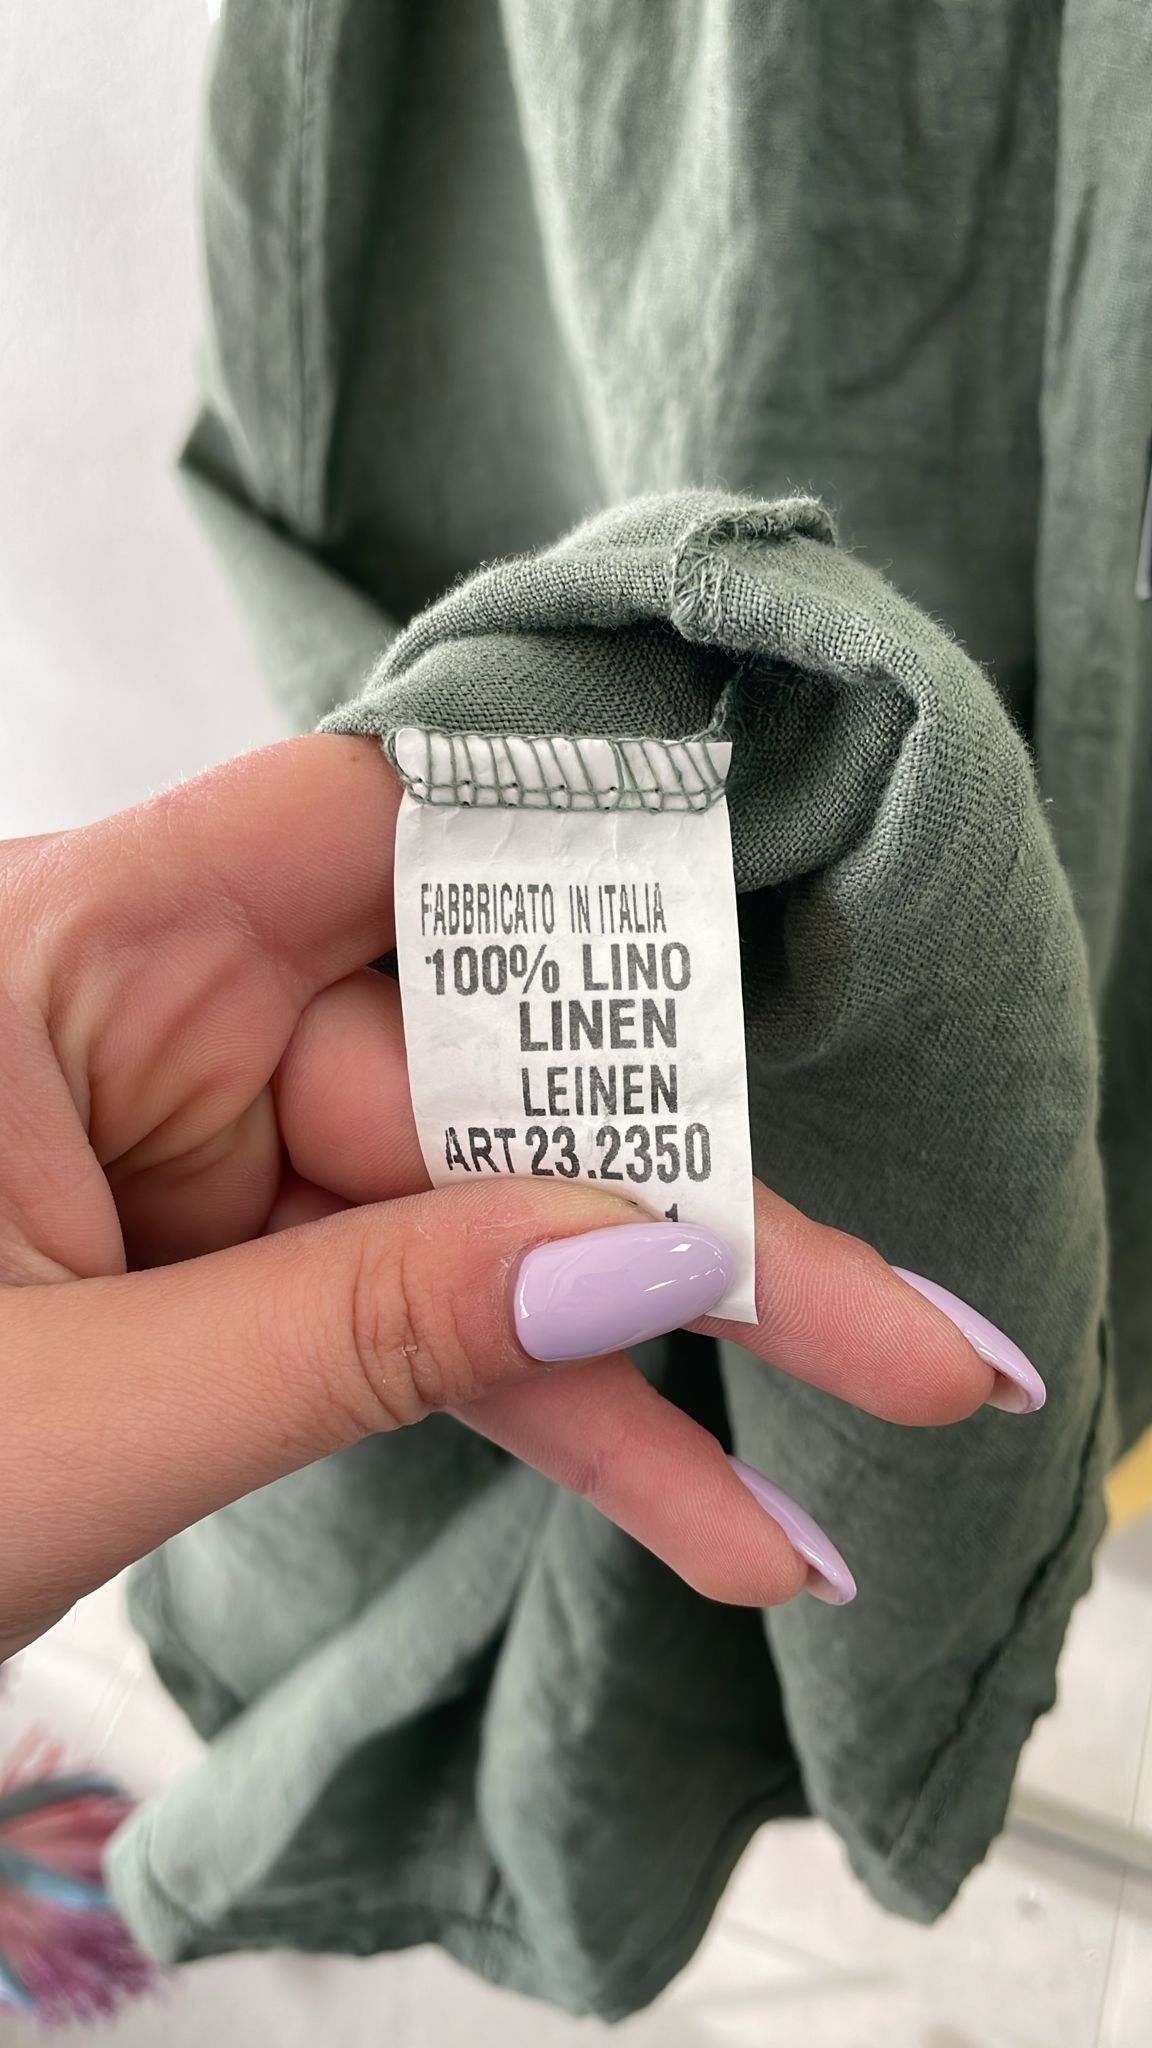 FABBRICATO IN ITALIA
100% LINO
LINEN
LEINEN
ART 23.2350